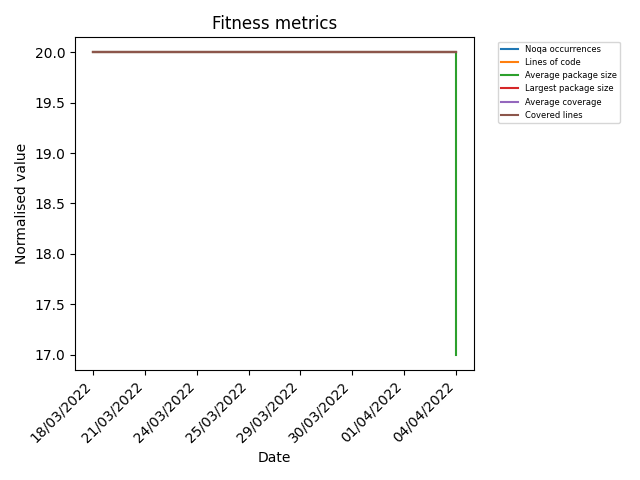 Fitness metrics
Noqa occurrences
Lines of code
Average package size
Largest package size
Average coverage
Covered lines
Normalised value
20.0
19.5
19.0
18.5
18.0
17.5
17.0
18/03/2022
21/03/2022
24/03/2022
25/03/2022
29/03/2022
30/03/2022
01/04/2022
04/04/2022
Date